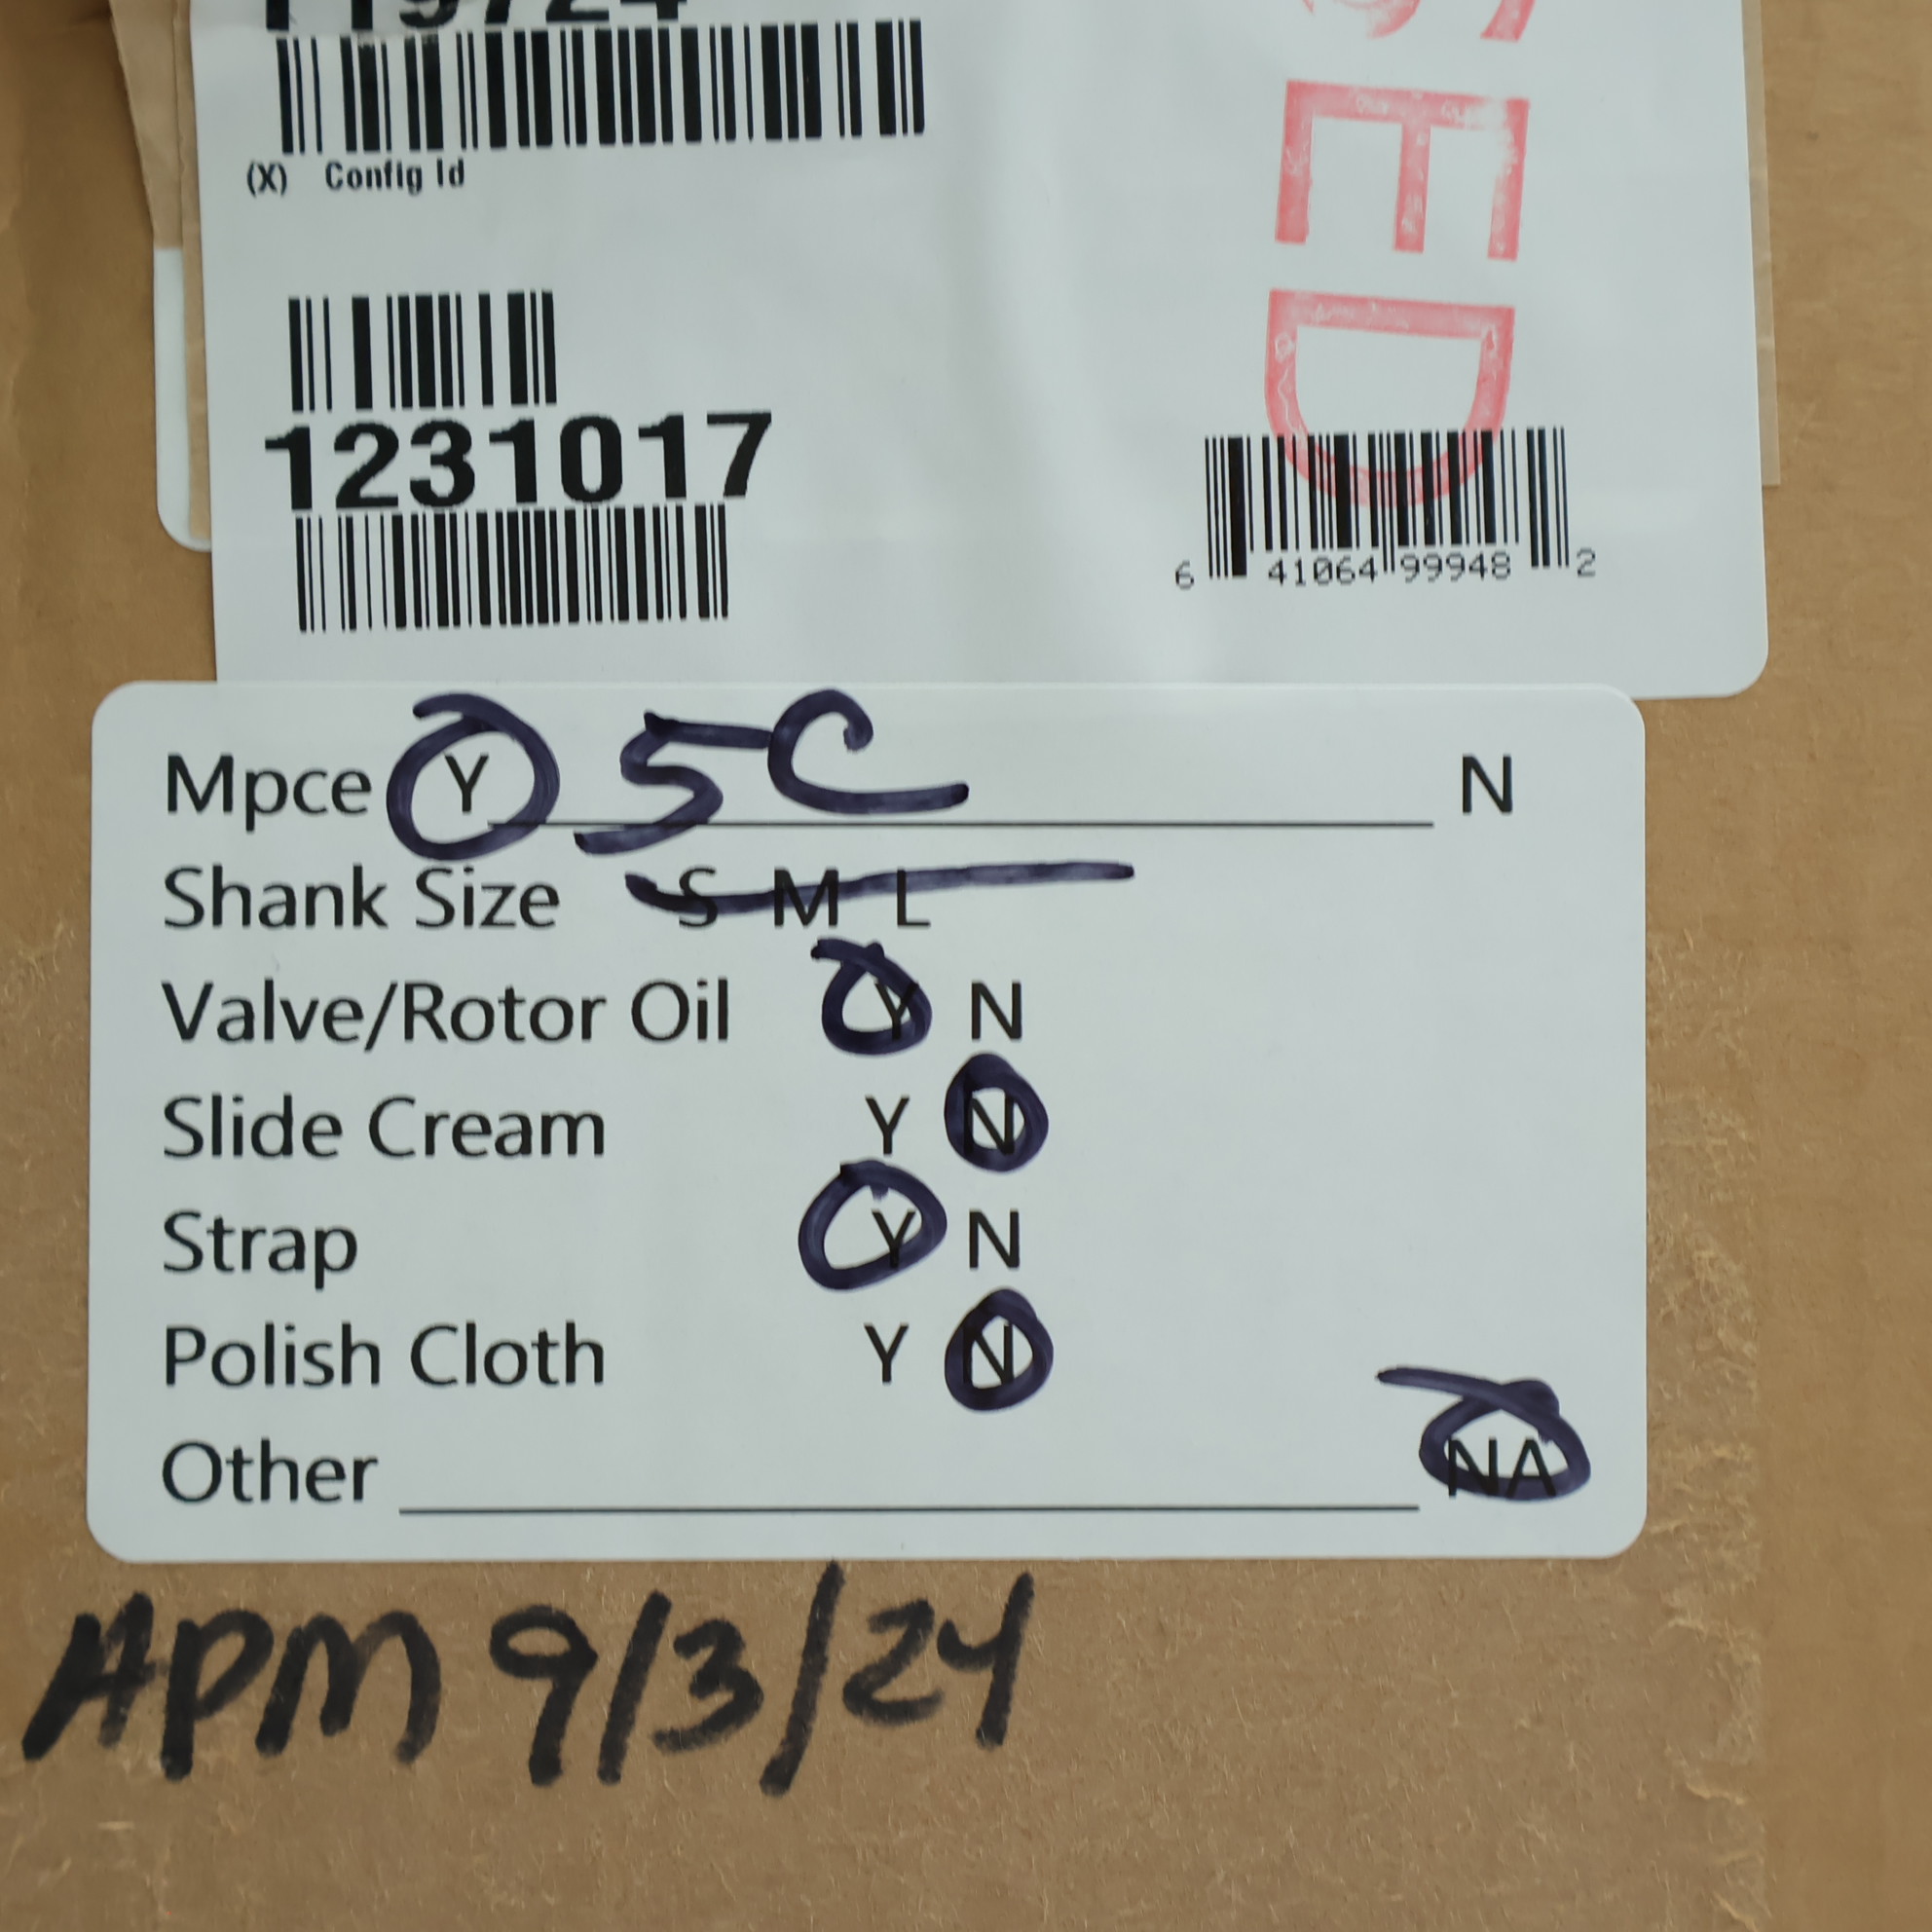 (X) Config Id
SED
1231017
6 41064 99948 2
Mpce Y 5C N
Shank Size S M L
Valve/Rotor Oil Y N
Slide Cream Y N
Strap Y N
Polish Cloth Y N
Other NA
APM 9/3/24